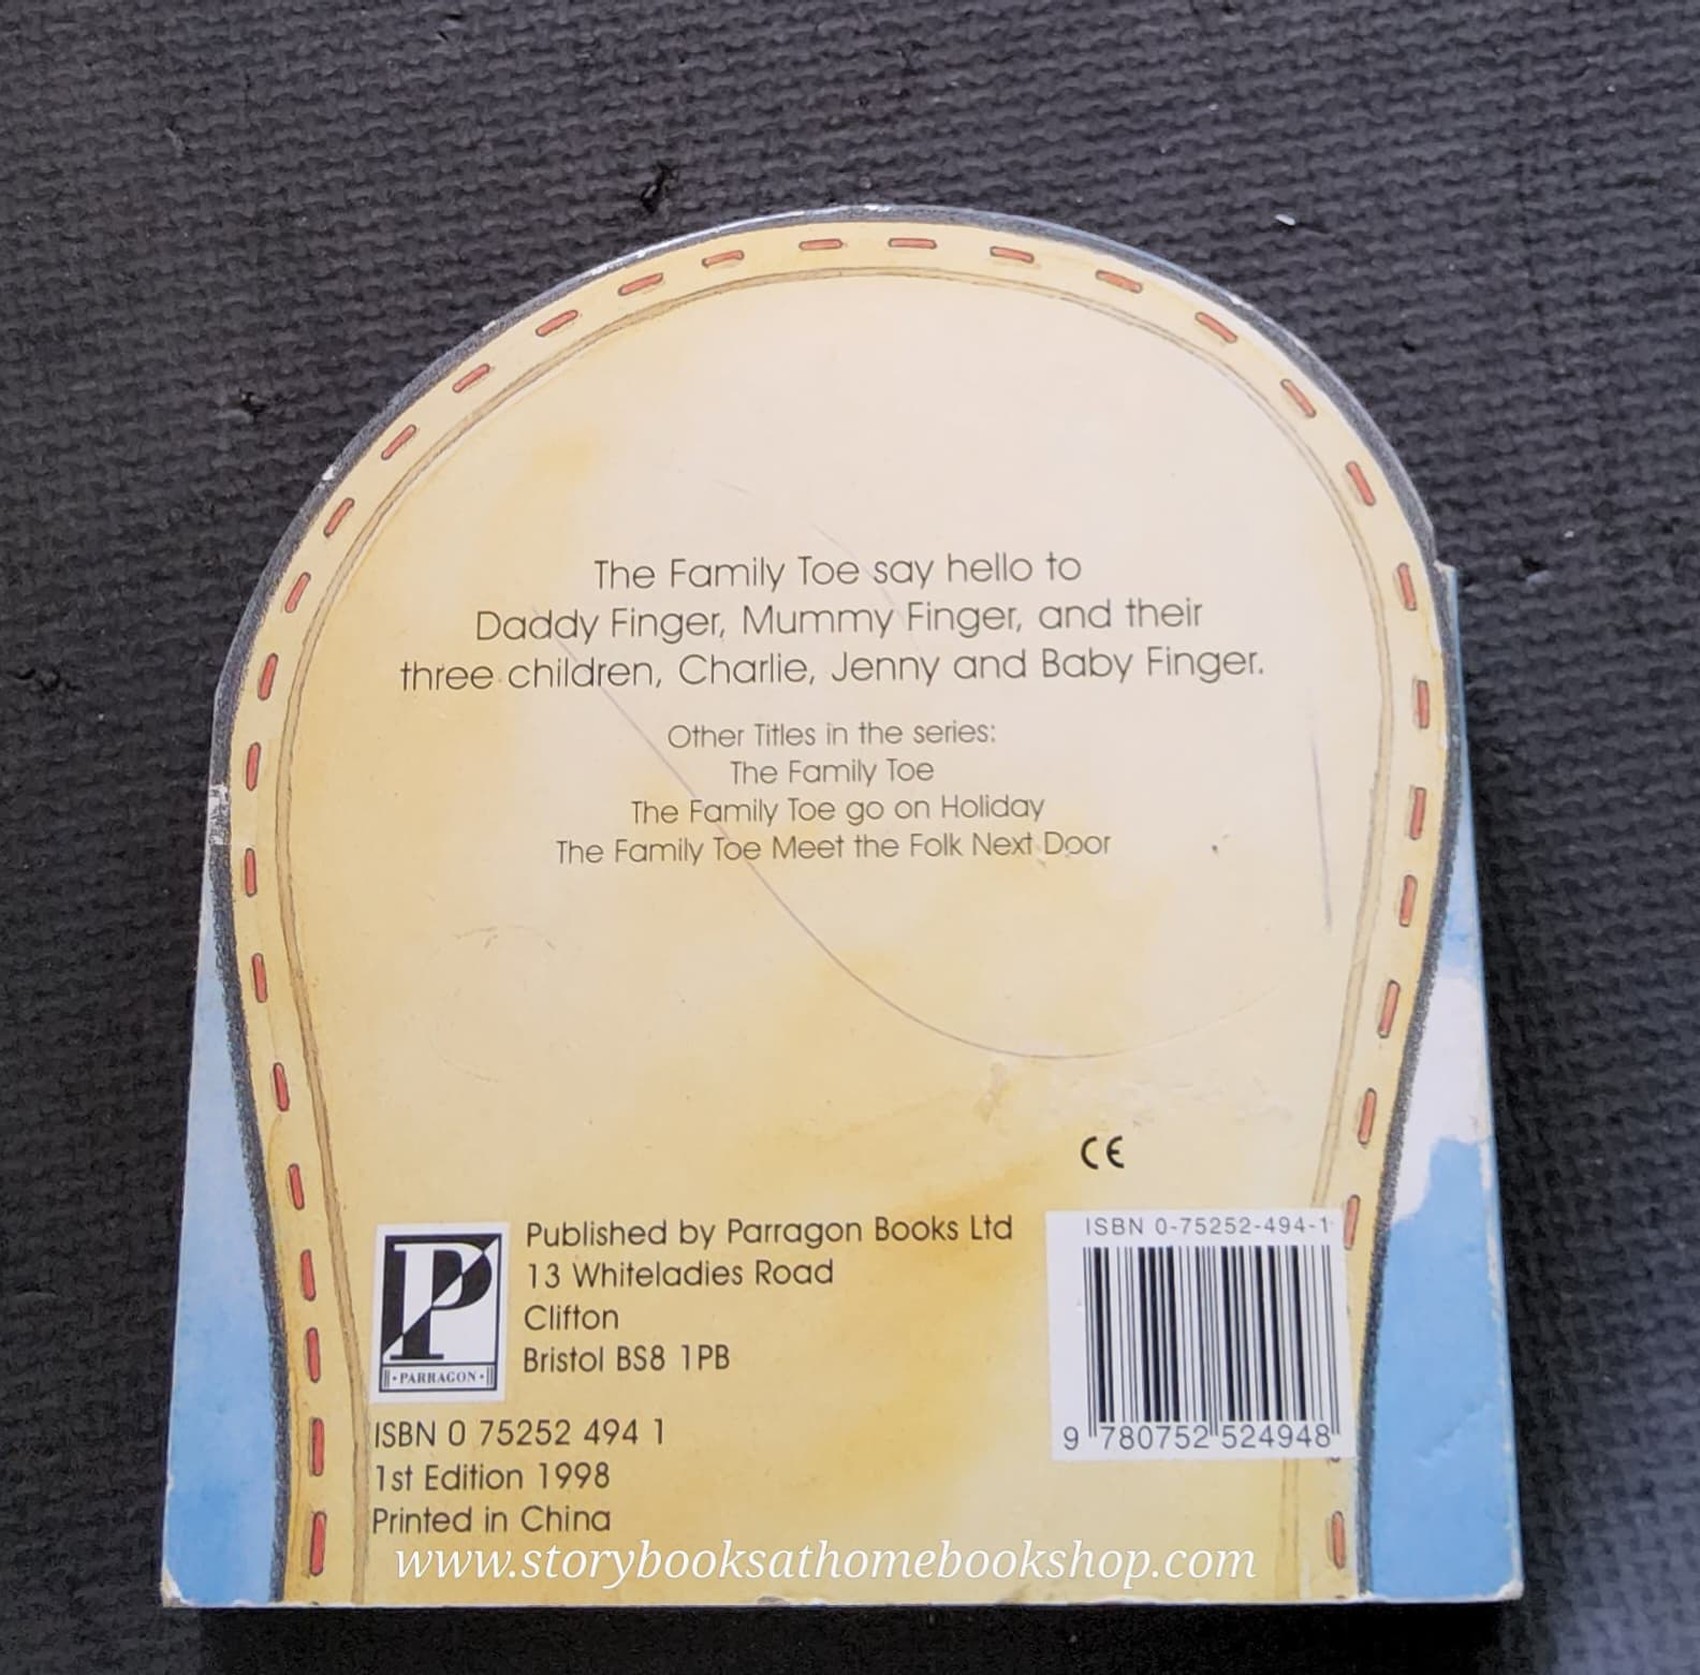 The Family Toe say hello to
Daddy Finger, Mummy Finger, and their
three children, Charlie, Jenny and Baby Finger.
Other Titles in the series:
The Family Toe
The Family Toe go on Holiday
The Family Toe Meet the Folk Next Door
CE
P
·PARRAGON·
Published by Parragon Books Ltd
13 Whiteladies Road
Clifton
Bristol BS8 1PB
ISBN 0-75252-494-1
9 780752 524948
ISBN 0 75252 494 1
1st Edition 1998
Printed in China
www.storybooksathomebookshop.com